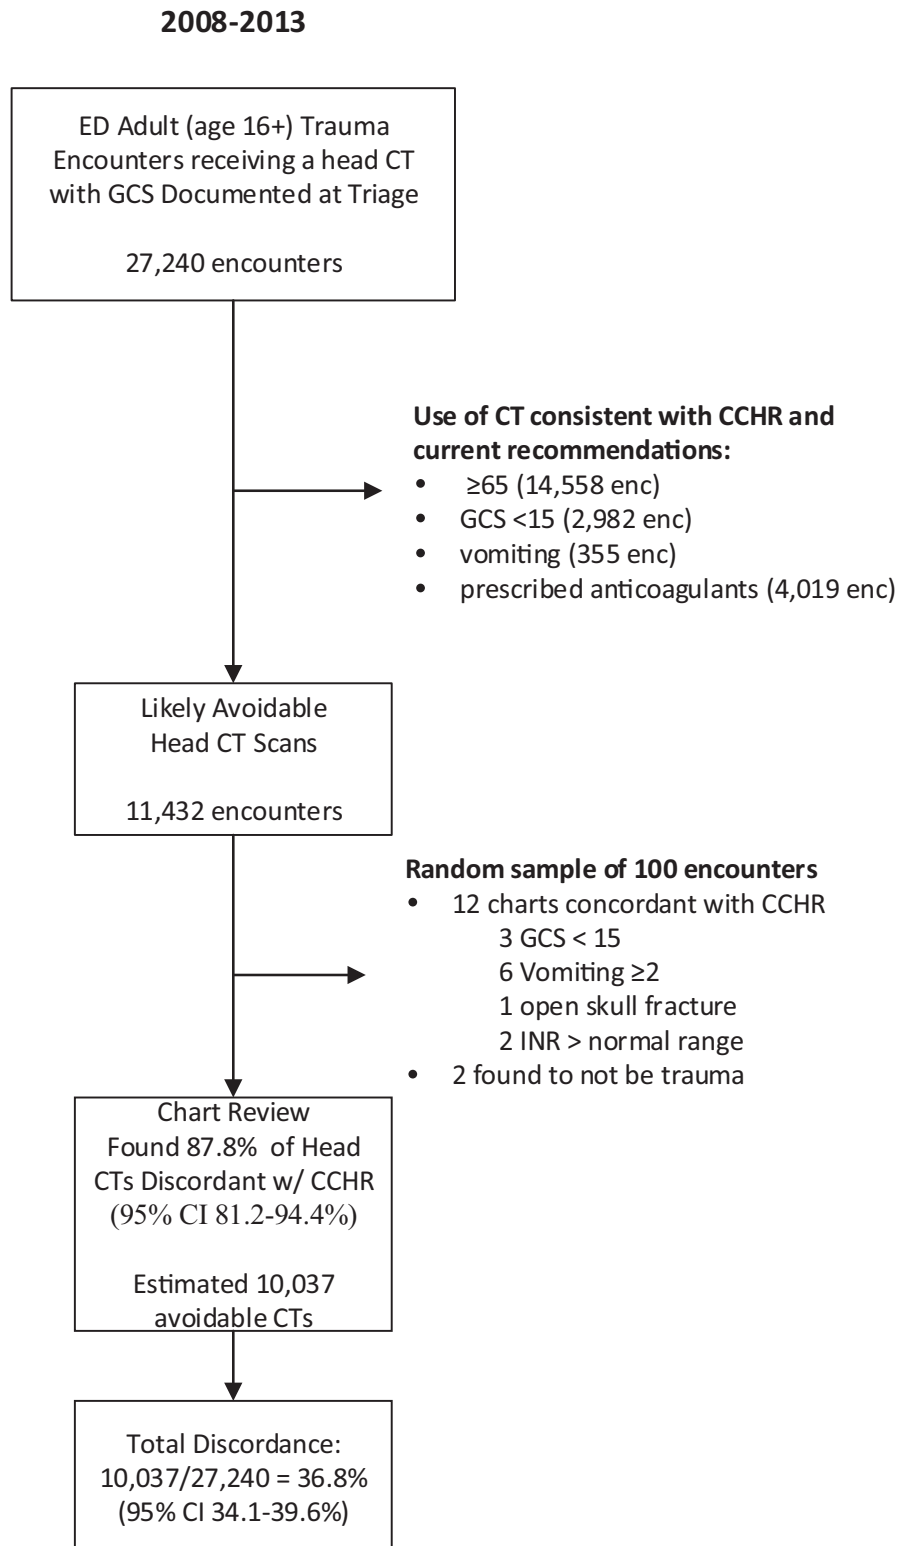 2008-2013
ED Adult (age 16+) Trauma
Encounters receiving a head CT
with GCS Documented at Triage
27,240 encounters
Use of CT consistent with CCHR and
current recommendations:
• ≥65 (14,558 enc)
• GCS <15 (2,982 enc)
• vomiting (355 enc)
• prescribed anticoagulants (4,019 enc)
Likely Avoidable
Head CT Scans
11,432 encounters
Random sample of 100 encounters
• 12 charts concordant with CCHR
3 GCS < 15
6 Vomiting ≥2
1 open skull fracture
2 INR > normal range
• 2 found to not be trauma
Chart Review
Found 87.8% of Head
CTs Discordant w/ CCHR
(95% CI 81.2-94.4%)
Estimated 10,037
avoidable CTs
Total Discordance:
10,037/27,240 = 36.8%
(95% CI 34.1-39.6%)